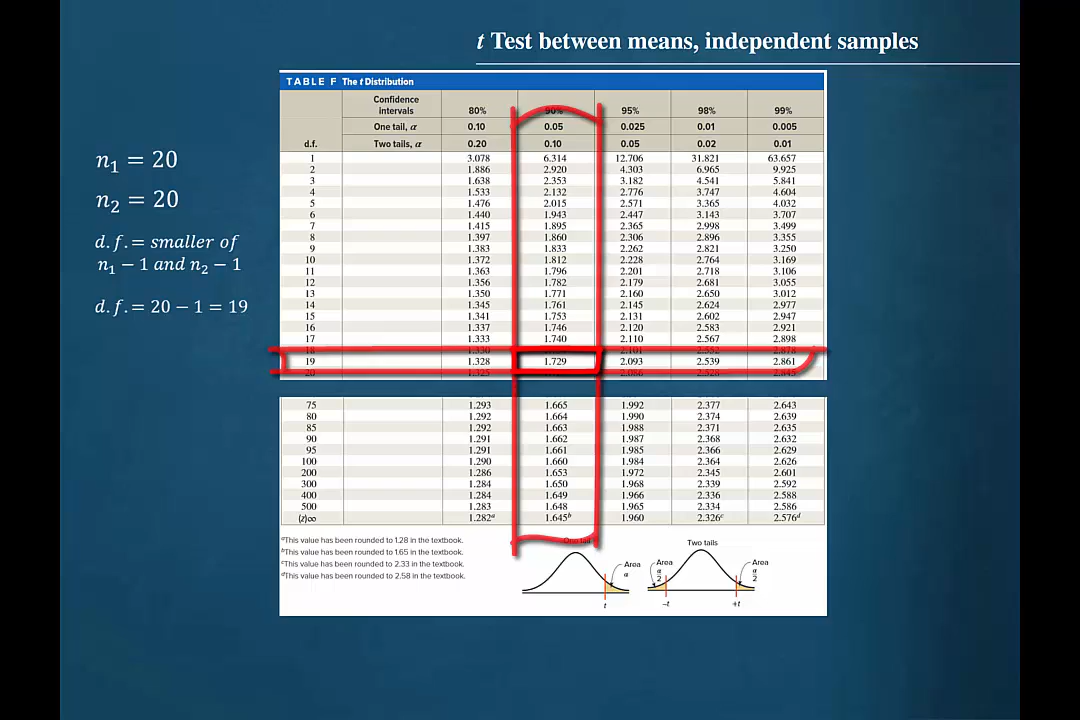 t Test between means, independent samples
n₁ = 20
n₂ = 20
d.f. = smaller of
n₁ − 1 and n₂ − 1
d.f. = 20 − 1 = 19
TABLE F The t Distribution
Confidence
intervals 80% 90% 95% 98% 99%
One tail, α 0.10 0.05 0.025 0.01 0.005
d.f. Two tails, α 0.20 0.10 0.05 0.02 0.01
1 3.078 6.314 12.706 31.821 63.657
2 1.886 2.920 4.303 6.965 9.925
3 1.638 2.353 3.182 4.541 5.841
4 1.533 2.132 2.776 3.747 4.604
5 1.476 2.015 2.571 3.365 4.032
6 1.440 1.943 2.447 3.143 3.707
7 1.415 1.895 2.365 2.998 3.499
8 1.397 1.860 2.306 2.896 3.355
9 1.383 1.833 2.262 2.821 3.250
10 1.372 1.812 2.228 2.764 3.169
11 1.363 1.796 2.201 2.718 3.106
12 1.356 1.782 2.179 2.681 3.055
13 1.350 1.771 2.160 2.650 3.012
14 1.345 1.761 2.145 2.624 2.977
15 1.341 1.753 2.131 2.602 2.947
16 1.337 1.746 2.120 2.583 2.921
17 1.333 1.740 2.110 2.567 2.898
18 1.330 2.101 2.552 2.878
19 1.328 1.729 2.093 2.539 2.861
20 1.325 2.086 2.528 2.845
75 1.293 1.665 1.992 2.377 2.643
80 1.292 1.664 1.990 2.374 2.639
85 1.292 1.663 1.988 2.371 2.635
90 1.291 1.662 1.987 2.368 2.632
95 1.291 1.661 1.985 2.366 2.629
100 1.290 1.660 1.984 2.364 2.626
200 1.286 1.653 1.972 2.345 2.601
300 1.284 1.650 1.968 2.339 2.592
400 1.284 1.649 1.966 2.336 2.588
500 1.283 1.648 1.965 2.334 2.586
(z)∞ 1.282ᵃ 1.645ᵇ 1.960 2.326ᶜ 2.576ᵈ
ᵃThis value has been rounded to 1.28 in the textbook.
ᵇThis value has been rounded to 1.65 in the textbook.
ᶜThis value has been rounded to 2.33 in the textbook.
ᵈThis value has been rounded to 2.58 in the textbook.
One tail
Area
α
t
Two tails
Area
α/2
Area
α/2
−t
+t